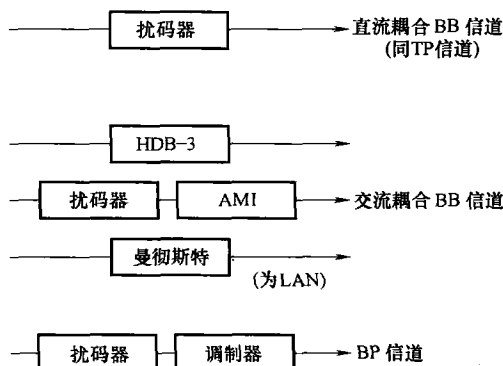 扰码器
直流耦合 BB 信道
(同TP信道)
HDB-3
扰码器
AMI
交流耦合 BB 信道
曼彻斯特
(为LAN)
扰码器
调制器
BP 信道